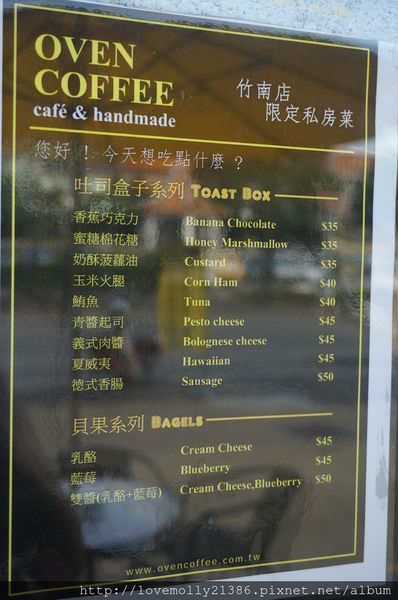 OVEN
COFFEE
café & handmade
竹南店
限定私房菜
您好！今天想吃點什麼？
吐司盒子系列 TOAST BOX
香蕉巧克力 Banana Chocolate $35
蜜糖棉花糖 Honey Marshmallow $35
奶酥菠蘿油 Custard $35
玉米火腿 Corn Ham $40
鮪魚 Tuna $40
青醬起司 Pesto cheese $45
義式肉醬 Bolognese cheese $45
夏威夷 Hawaiian $45
德式香腸 Sausage $50
貝果系列 BAGELS
乳酪 Cream Cheese $45
藍莓 Blueberry $45
雙醬(乳酪+藍莓) Cream Cheese,Blueberry $50
www.ovencoffee.com.tw
http://lovemolly21386.pixnet.net/album